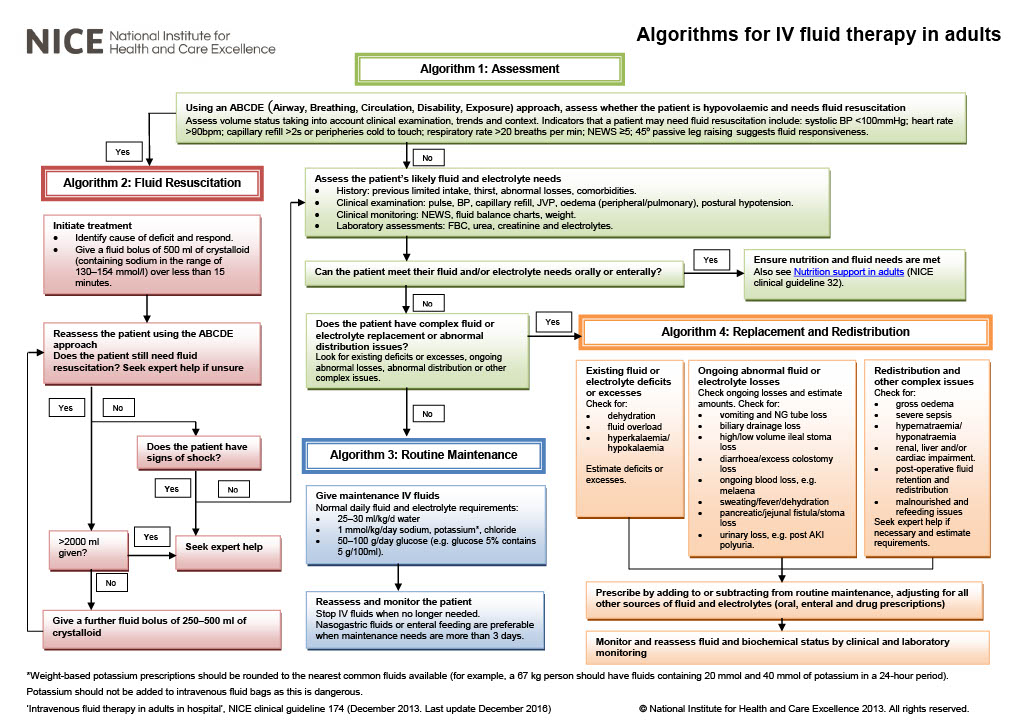 NICE National Institute for
Health and Care Excellence
Algorithms for IV fluid therapy in adults
Algorithm 1: Assessment
Using an ABCDE (Airway, Breathing, Circulation, Disability, Exposure) approach, assess whether the patient is hypovolaemic and needs fluid resuscitation
Assess volume status taking into account clinical examination, trends and context. Indicators that a patient may need fluid resuscitation include: systolic BP <100mmHg; heart rate
>90bpm; capillary refill >2s or peripheries cold to touch; respiratory rate >20 breaths per min; NEWS ≥5; 45º passive leg raising suggests fluid responsiveness.
Yes
No
Algorithm 2: Fluid Resuscitation
Initiate treatment
• Identify cause of deficit and respond.
• Give a fluid bolus of 500 ml of crystalloid
(containing sodium in the range of
130–154 mmol/l) over less than 15
minutes.
Reassess the patient using the ABCDE
approach
Does the patient still need fluid
resuscitation? Seek expert help if unsure
Yes
No
Does the patient have
signs of shock?
Yes
No
>2000 ml
given?
Yes
Seek expert help
No
Give a further fluid bolus of 250–500 ml of
crystalloid
Assess the patient's likely fluid and electrolyte needs
• History: previous limited intake, thirst, abnormal losses, comorbidities.
• Clinical examination: pulse, BP, capillary refill, JVP, oedema (peripheral/pulmonary), postural hypotension.
• Clinical monitoring: NEWS, fluid balance charts, weight.
• Laboratory assessments: FBC, urea, creatinine and electrolytes.
Can the patient meet their fluid and/or electrolyte needs orally or enterally?
Yes
Ensure nutrition and fluid needs are met
Also see Nutrition support in adults (NICE
clinical guideline 32).
No
Does the patient have complex fluid or
electrolyte replacement or abnormal
distribution issues?
Look for existing deficits or excesses, ongoing
abnormal losses, abnormal distribution or other
complex issues.
Yes
No
Algorithm 3: Routine Maintenance
Give maintenance IV fluids
Normal daily fluid and electrolyte requirements:
• 25–30 ml/kg/d water
• 1 mmol/kg/day sodium, potassium*, chloride
• 50–100 g/day glucose (e.g. glucose 5% contains
5 g/100ml).
Reassess and monitor the patient
Stop IV fluids when no longer needed.
Nasogastric fluids or enteral feeding are preferable
when maintenance needs are more than 3 days.
Algorithm 4: Replacement and Redistribution
Existing fluid or
electrolyte deficits
or excesses
Check for:
• dehydration
• fluid overload
• hyperkalaemia/
hypokalaemia
Estimate deficits or
excesses.
Ongoing abnormal fluid or
electrolyte losses
Check ongoing losses and estimate
amounts. Check for:
• vomiting and NG tube loss
• biliary drainage loss
• high/low volume ileal stoma
loss
• diarrhoea/excess colostomy
loss
• ongoing blood loss, e.g.
melaena
• sweating/fever/dehydration
• pancreatic/jejunal fistula/stoma
loss
• urinary loss, e.g. post AKI
polyuria.
Redistribution and
other complex issues
Check for:
• gross oedema
• severe sepsis
• hypernatraemia/
hyponatraemia
• renal, liver and/or
cardiac impairment.
• post-operative fluid
retention and
redistribution
• malnourished and
refeeding issues
Seek expert help if
necessary and estimate
requirements.
Prescribe by adding to or subtracting from routine maintenance, adjusting for all
other sources of fluid and electrolytes (oral, enteral and drug prescriptions)
Monitor and reassess fluid and biochemical status by clinical and laboratory
monitoring
*Weight-based potassium prescriptions should be rounded to the nearest common fluids available (for example, a 67 kg person should have fluids containing 20 mmol and 40 mmol of potassium in a 24-hour period).
Potassium should not be added to intravenous fluid bags as this is dangerous.
'Intravenous fluid therapy in adults in hospital', NICE clinical guideline 174 (December 2013. Last update December 2016)
© National Institute for Health and Care Excellence 2013. All rights reserved.